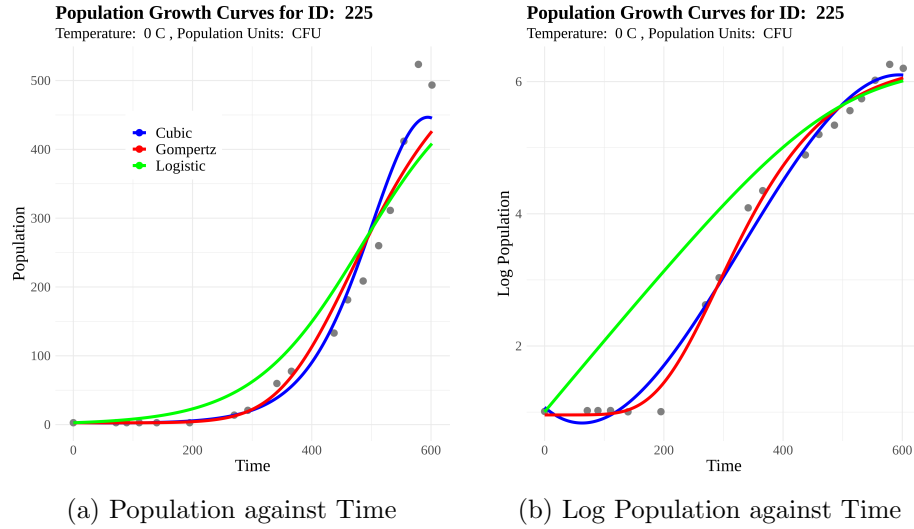 Population Growth Curves for ID:  225
Temperature:  0 C , Population Units:  CFU
Population
500
400
300
200
100
0
Cubic
Gompertz
Logistic
0
200
400
600
Time
(a) Population against Time
Population Growth Curves for ID:  225
Temperature:  0 C , Population Units:  CFU
Log Population
6
4
2
0
200
400
600
Time
(b) Log Population against Time